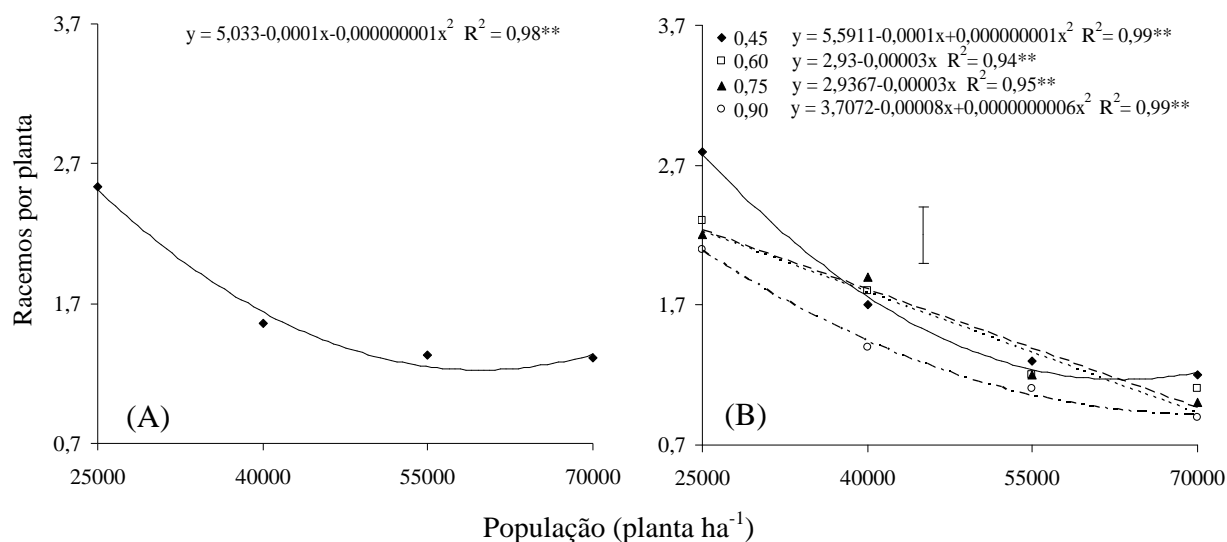 y = 5,033-0,0001x-0,000000001x² R² = 0,98**
3,7
2,7
1,7
0,7
Racemos por planta
(A)
25000 40000 55000 70000
0,45 y = 5,5911-0,0001x+0,000000001x² R² = 0,99**
0,60 y = 2,93-0,00003x R² = 0,94**
0,75 y = 2,9367-0,00003x R² = 0,95**
0,90 y = 3,7072-0,00008x+0,0000000006x² R² = 0,99**
3,7
2,7
1,7
0,7
(B)
25000 40000 55000 70000
População (planta ha⁻¹)